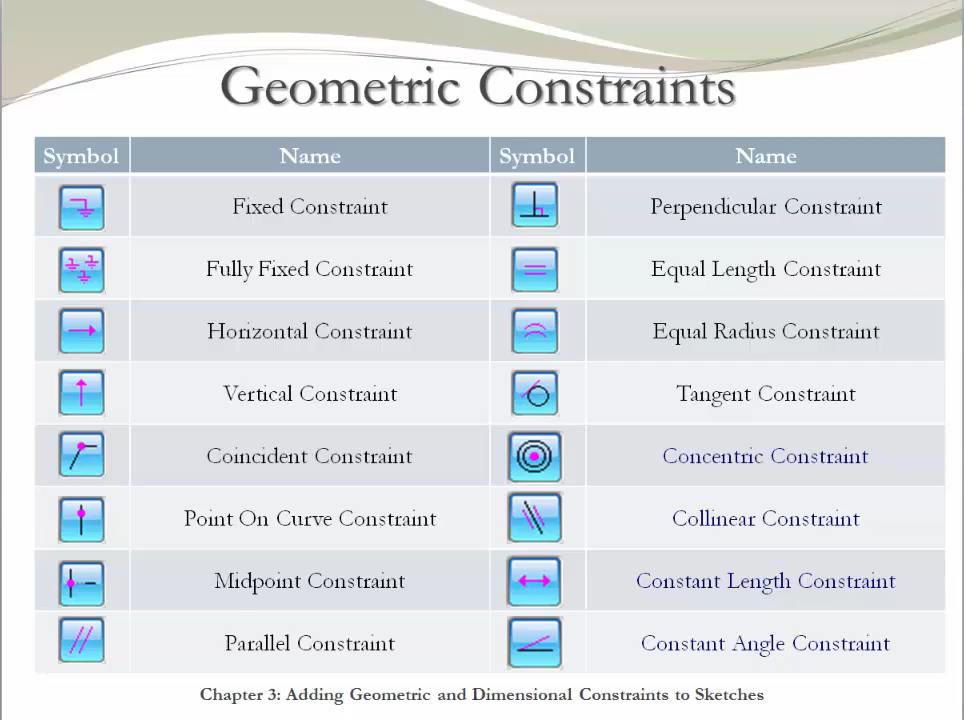 Geometric Constraints
Symbol Name Symbol Name
Fixed Constraint Perpendicular Constraint
Fully Fixed Constraint Equal Length Constraint
Horizontal Constraint Equal Radius Constraint
Vertical Constraint Tangent Constraint
Coincident Constraint Concentric Constraint
Point On Curve Constraint Collinear Constraint
Midpoint Constraint Constant Length Constraint
Parallel Constraint Constant Angle Constraint
Chapter 3: Adding Geometric and Dimensional Constraints to Sketches